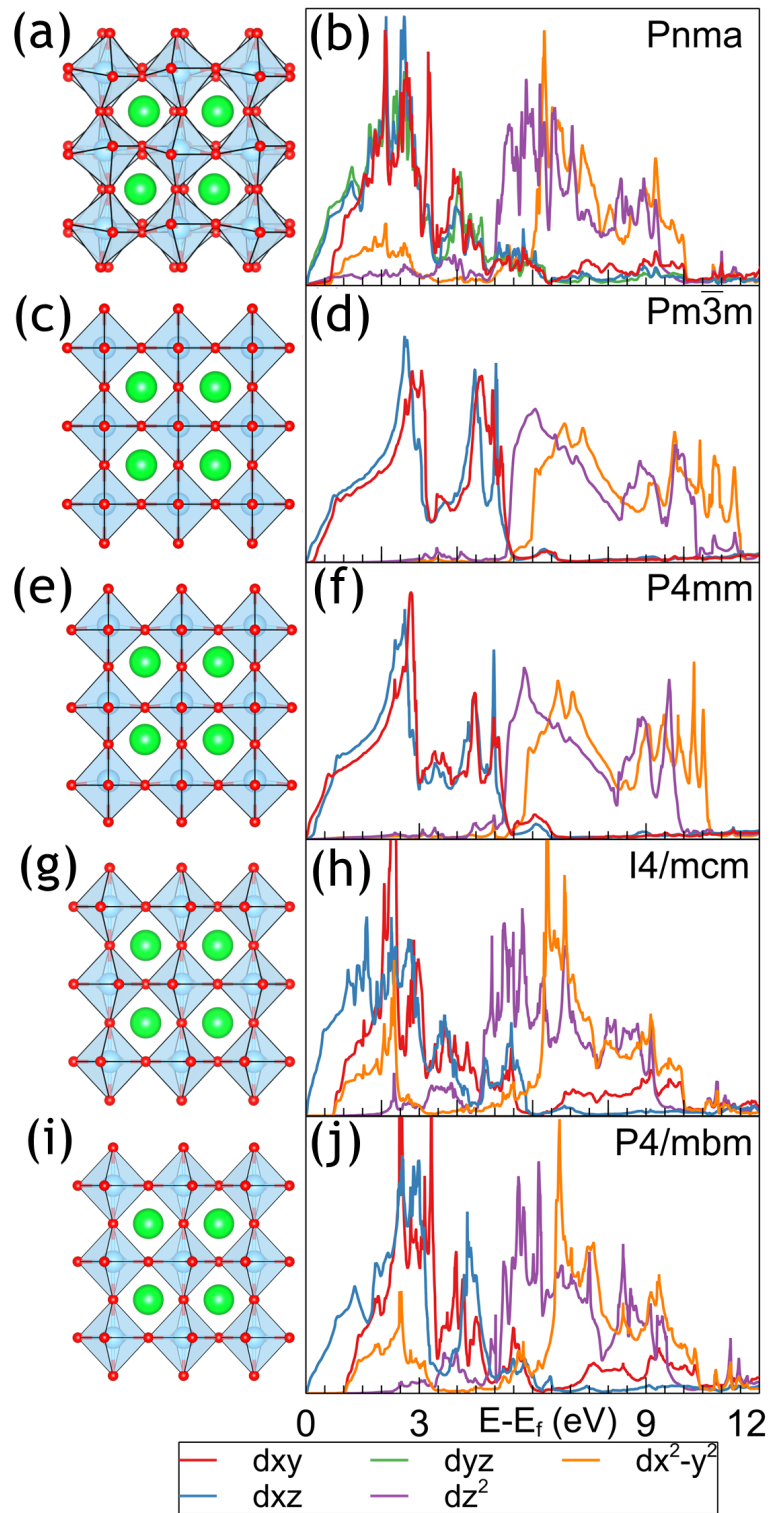 (a)
(b)
Pnma
(c)
(d)
Pm3̅m
(e)
(f)
P4mm
(g)
(h)
I4/mcm
(i)
(j)
P4/mbm
0 3 E-Ef (eV) 9 12
dxy dyz dx²-y²
dxz dz²